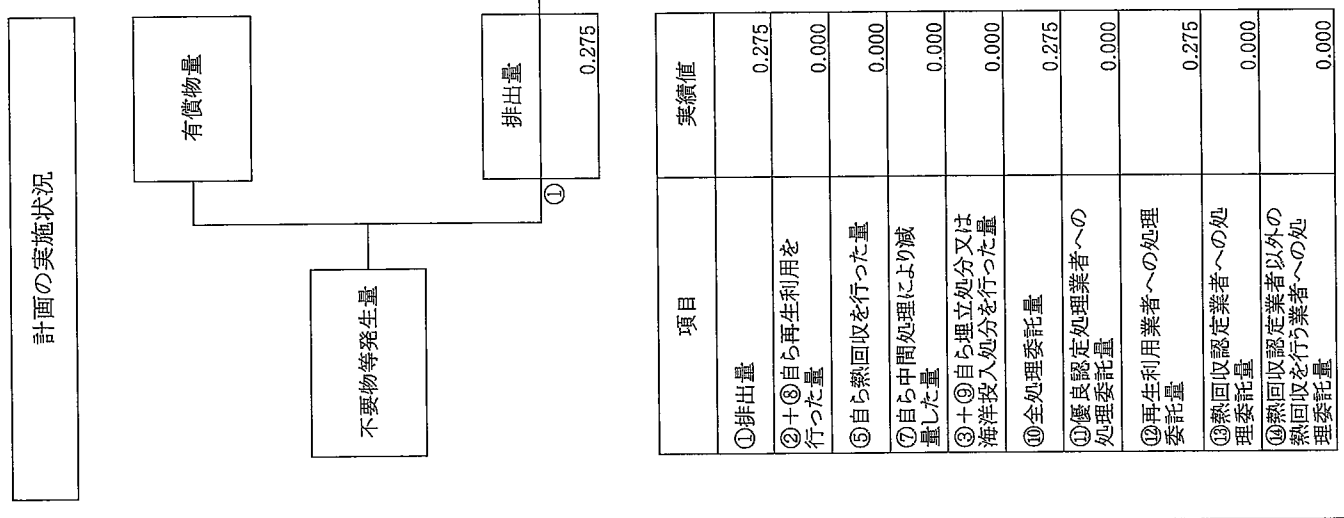 計画の実施状況
不要物等発生量
有償物量
①
排出量
0.275
項目
実績値
①排出量
0.275
②+⑧自ら再生利用を
行った量
0.000
⑤自ら熱回収を行った量
0.000
⑦自ら中間処理により減
量した量
0.000
③+⑨自ら埋立処分又は
海洋投入処分を行った量
0.000
⑩全処理委託量
0.275
⑪優良認定処理業者への
処理委託量
0.000
⑫再生利用業者への処理
委託量
0.275
⑬熱回収認定業者への処
理委託量
0.000
⑭熱回収認定業者以外の
熱回収を行う業者への処
理委託量
0.000